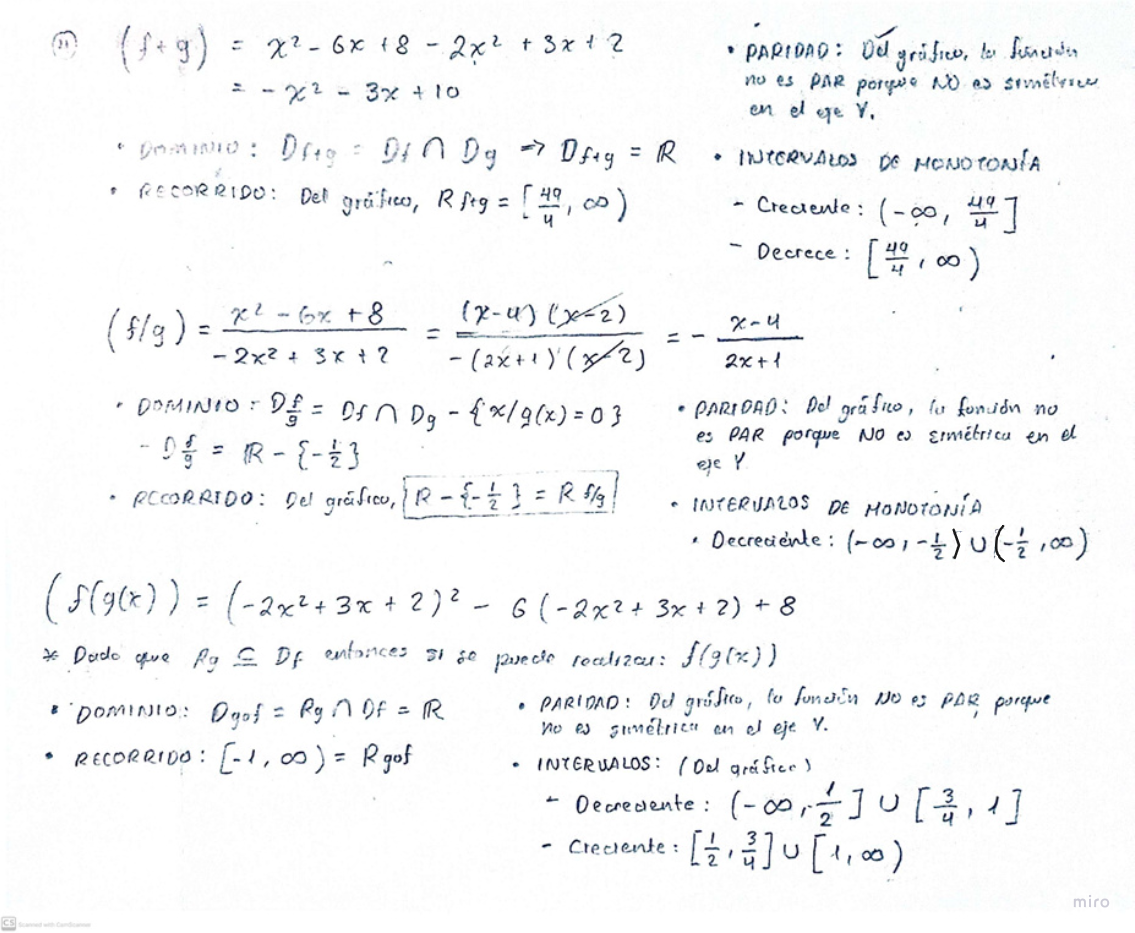 31 (f+g) = x² - 6x + 8 - 2x² + 3x + 2
= - x² - 3x + 10
• DOMINIO: D f+g = Df ∩ Dg → D f+g = ℝ
• RECORRIDO: Del gráfico, R f+g = [49/4, ∞)
• PARIDAD: Del gráfico, la función
no es PAR porque NO es simétrica
en el eje Y.
• INTERVALOS DE MONOTONÍA
- Creciente: (-∞, 49/4]
- Decrece: [49/4, ∞)
(f/g) = x² - 6x + 8 / -2x² + 3x + 2 = (x-4)(x-2) / -(2x+1)(x-2) = - x-4 / 2x+1
• DOMINIO = D f/g = Df ∩ Dg - {x/g(x)=0}
- D f/g = ℝ - {-1/2}
• RECORRIDO: Del gráfico, ℝ - {-1/2} = R f/g
• PARIDAD: Del gráfico, la función no
es PAR porque NO es simétrica en el
eje Y
• INTERVALOS DE MONOTONÍA
• Decreciente: (-∞, -1/2) ∪ (-1/2, ∞)
(f(g(x)) = (-2x² + 3x + 2)² - 6(-2x² + 3x + 2) + 8
* Dado que Rg ⊆ Df entonces si se puede realizar: f(g(x))
• DOMINIO: Dgof = Rg ∩ Df = ℝ
• RECORRIDO: [-1, ∞) = Rgof
• PARIDAD: Del gráfico, la función NO es PAR porque
no es simétrica en el eje Y.
• INTERVALOS: (Del gráfico)
- Decreciente: (-∞, -1/2] ∪ [3/4, 1]
- Creciente: [1/2, 3/4] ∪ [1, ∞)
miro
CS Scanned with CamScanner